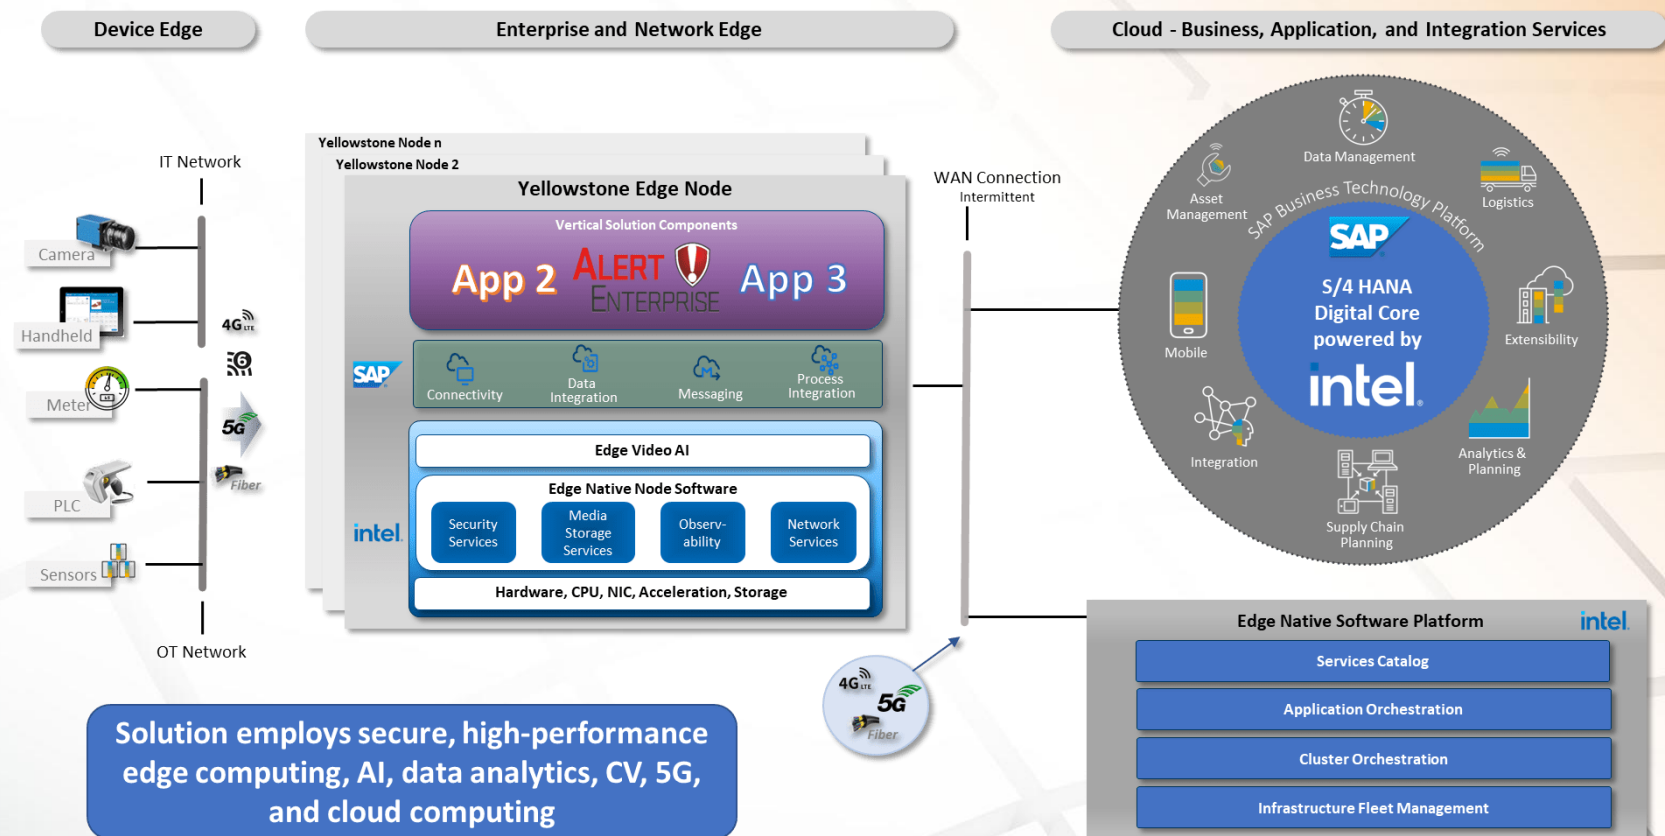 Device Edge
Enterprise and Network Edge
Cloud - Business, Application, and Integration Services
IT Network
Camera
Handheld
Meter
PLC
Sensors
OT Network
4G LTE
6
5G
Fiber
Yellowstone Node n
Yellowstone Node 2
Yellowstone Edge Node
Vertical Solution Components
App 2
ALERT
ENTERPRISE
App 3
SAP
Connectivity
Data
Integration
Messaging
Process
Integration
intel.
Edge Video AI
Edge Native Node Software
Security
Services
Media
Storage
Services
Observ-
ability
Network
Services
Hardware, CPU, NIC, Acceleration, Storage
WAN Connection
Intermittent
4G LTE
5G
Fiber
Data Management
Asset
Management
Logistics
SAP Business Technology Platform
SAP
S/4 HANA
Digital Core
powered by
intel.
Mobile
Extensibility
Integration
Analytics &
Planning
Supply Chain
Planning
Edge Native Software Platform
intel.
Services Catalog
Application Orchestration
Cluster Orchestration
Infrastructure Fleet Management
Solution employs secure, high-performance
edge computing, AI, data analytics, CV, 5G,
and cloud computing